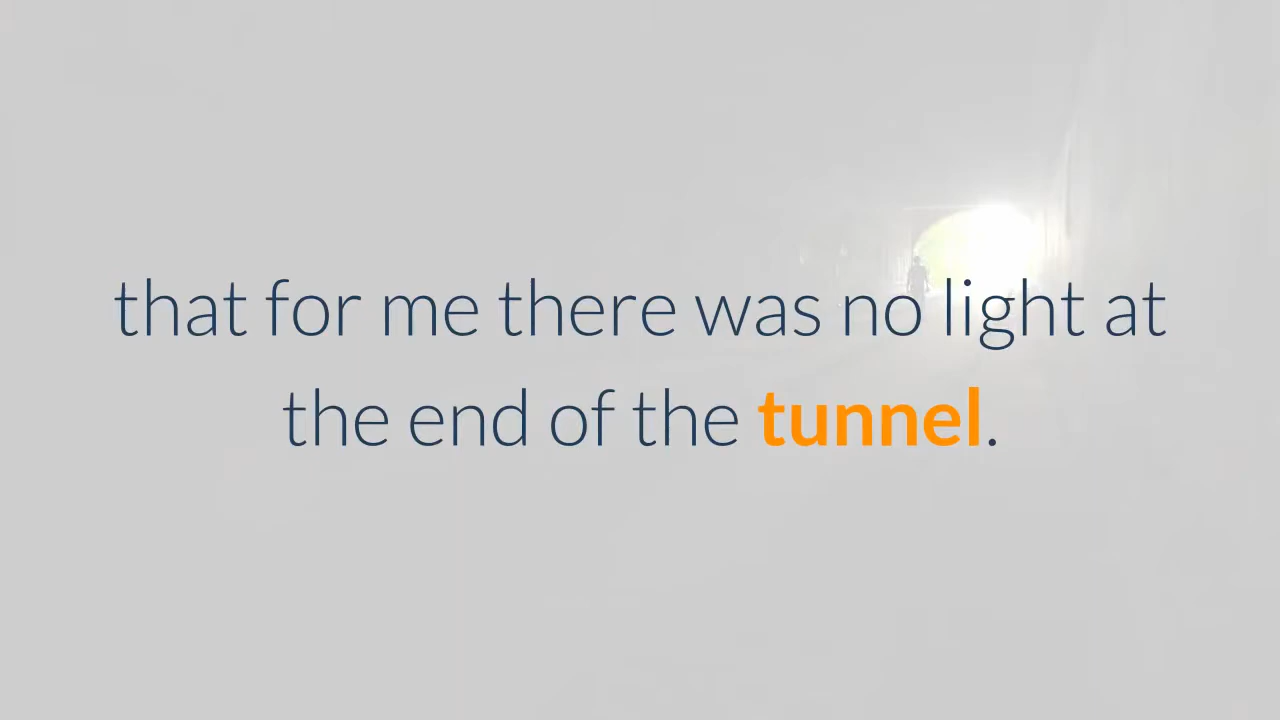 that for me there was no light at
the end of the tunnel.